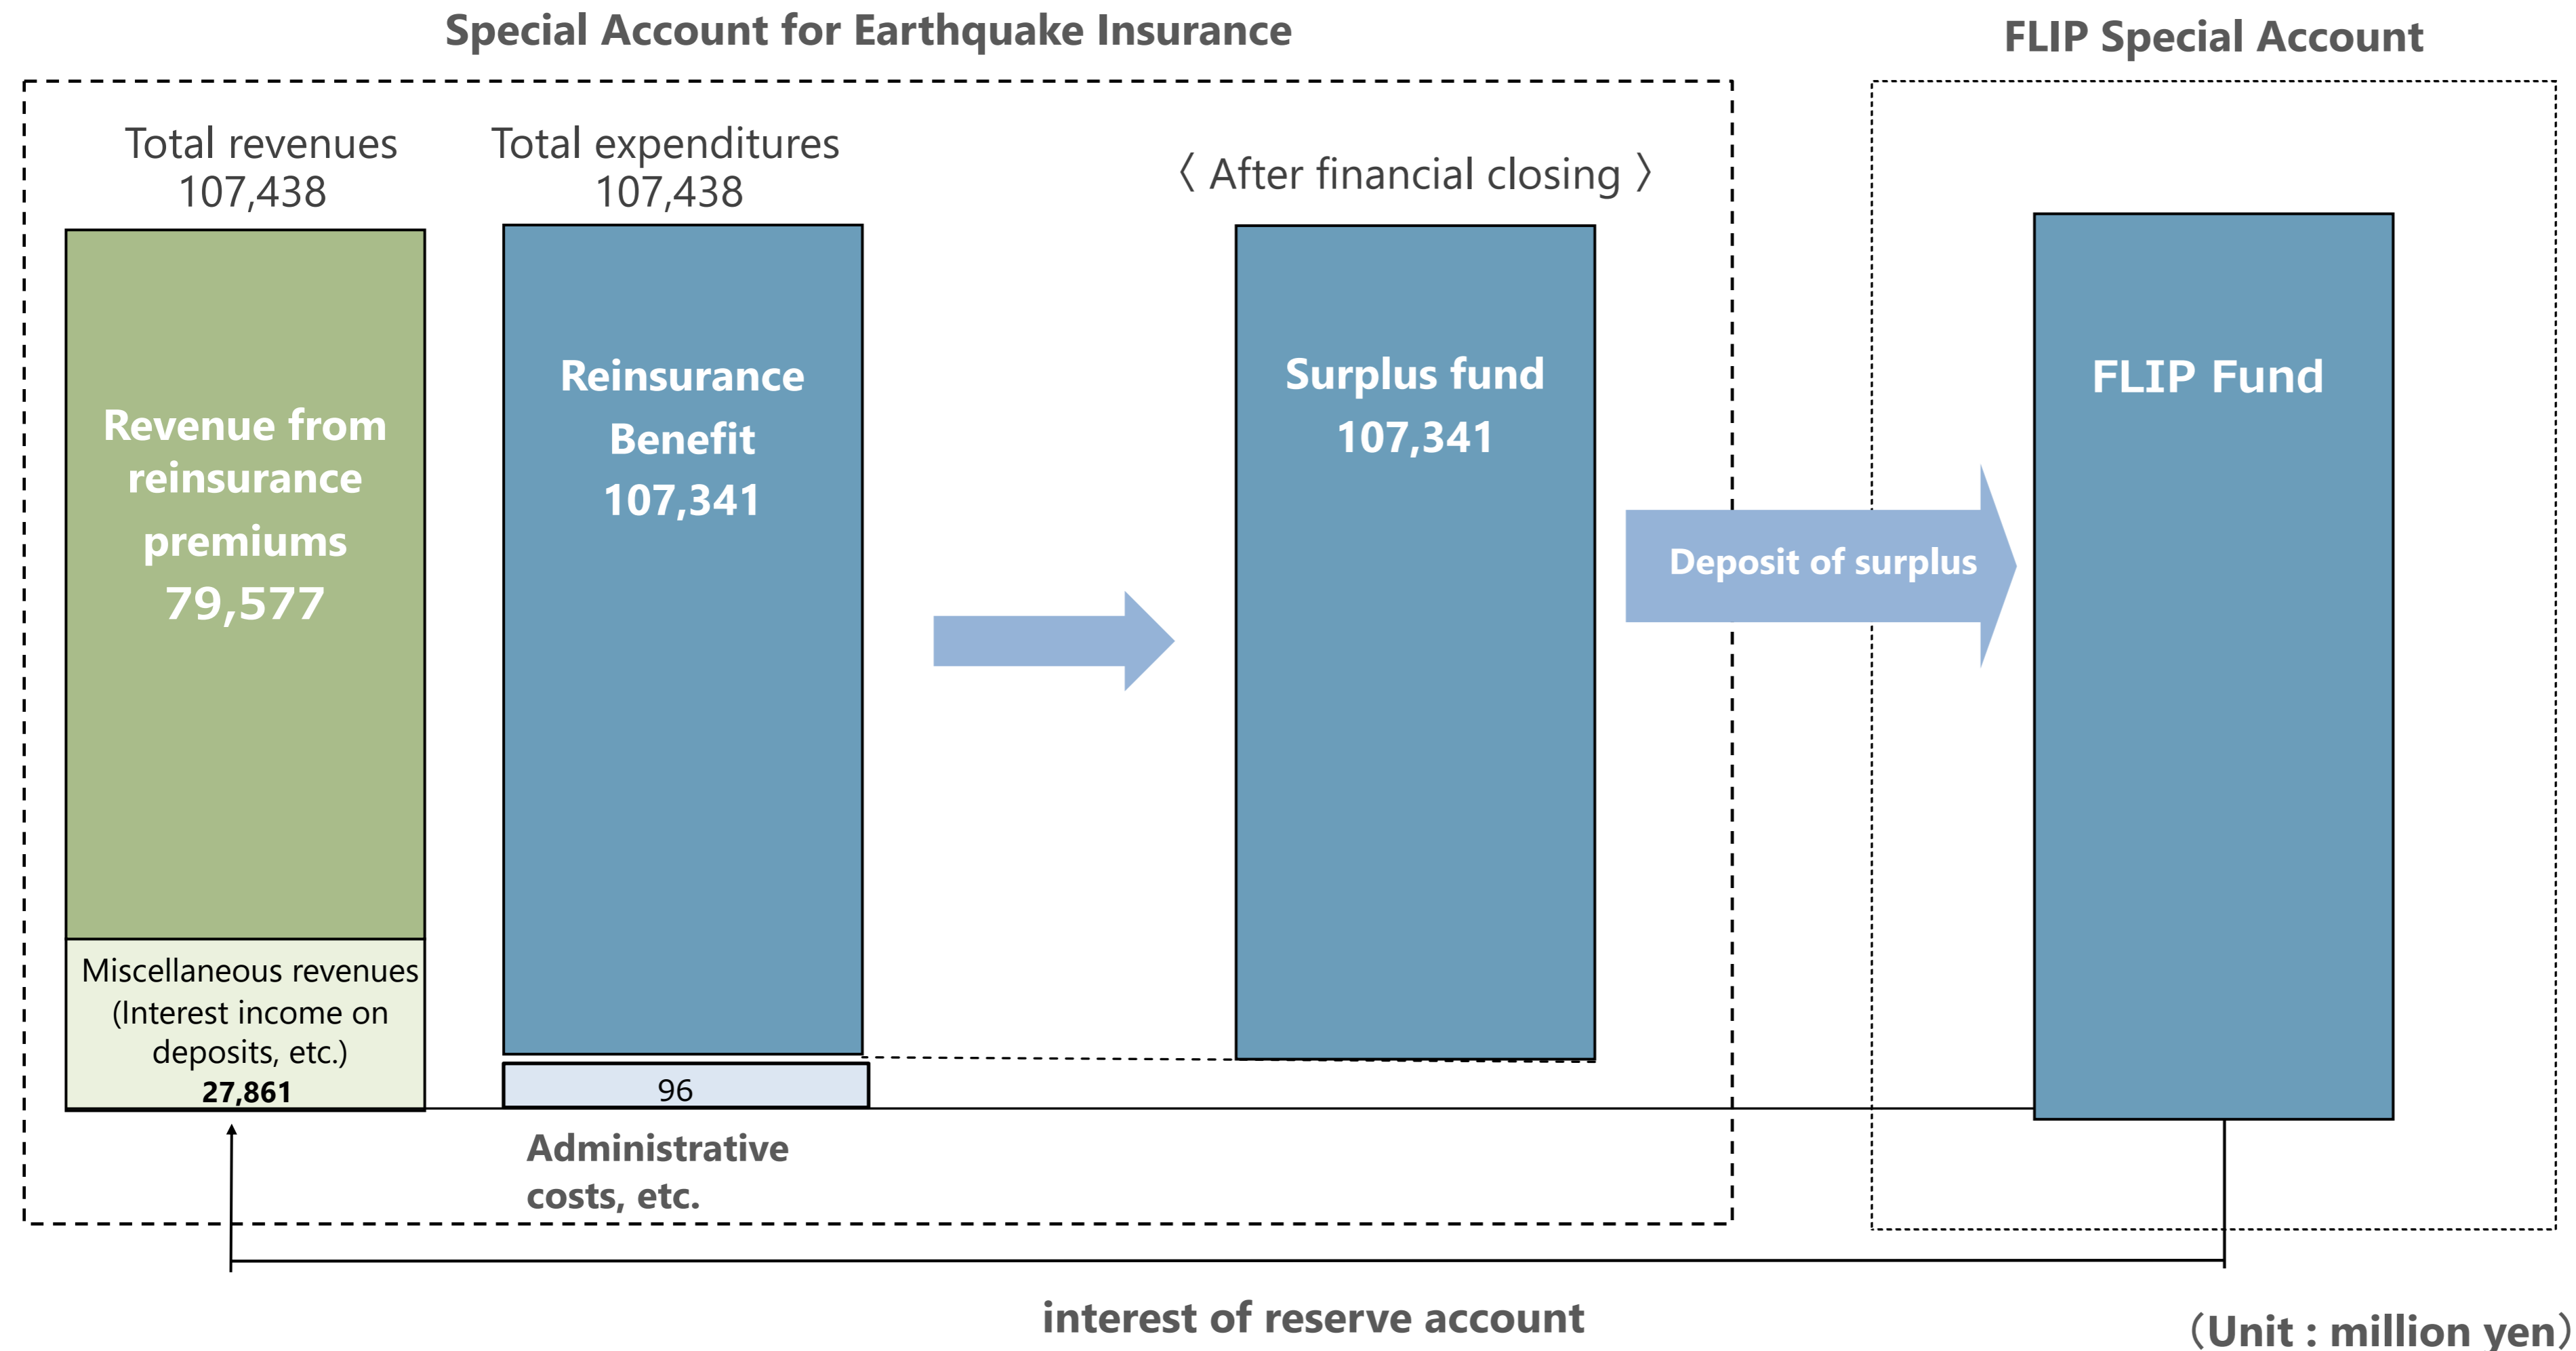 Special Account for Earthquake Insurance
FLIP Special Account
Total revenues
107,438
Total expenditures
107,438
〈 After financial closing 〉
Revenue from
reinsurance
premiums
79,577
Reinsurance
Benefit
107,341
Surplus fund
107,341
Deposit of surplus
FLIP Fund
Miscellaneous revenues
(Interest income on
deposits, etc.)
27,861
96
Administrative
costs, etc.
interest of reserve account
（Unit : million yen）